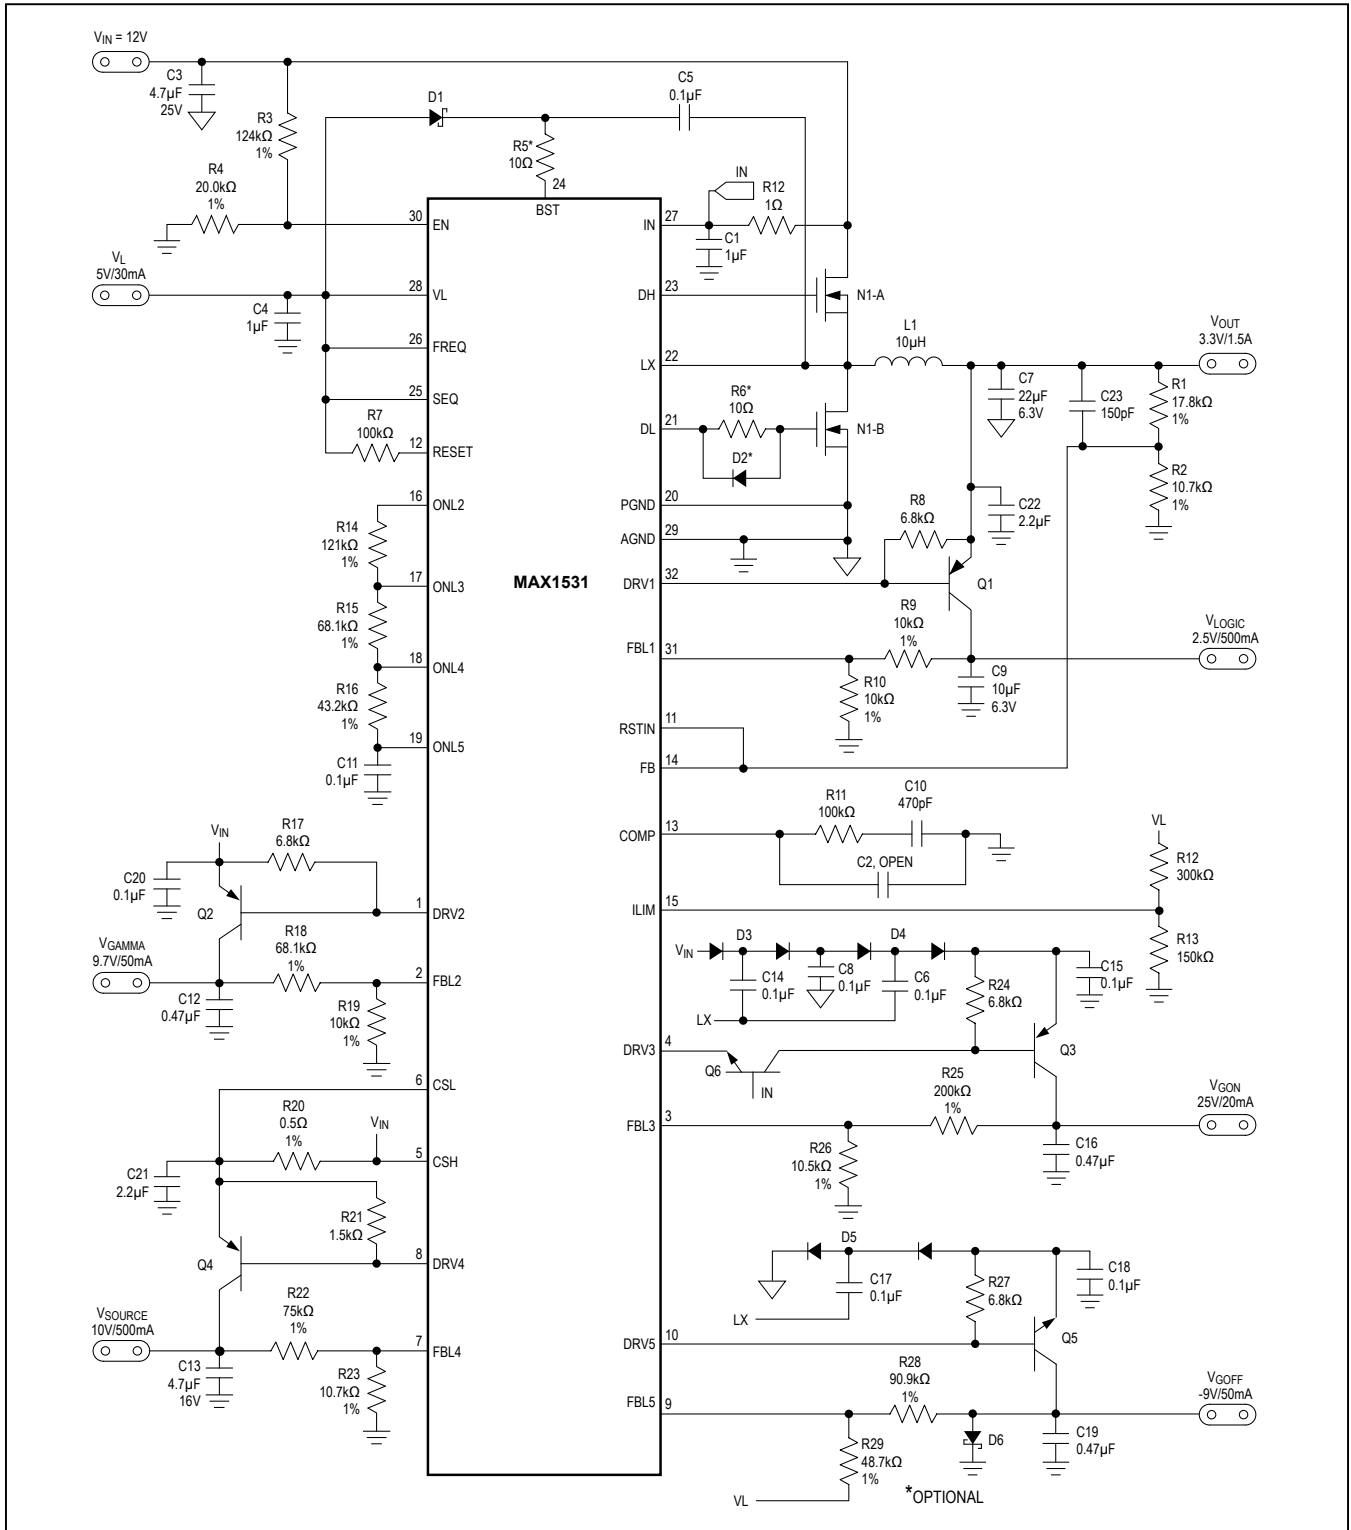 VIN = 12V
C3
4.7µF
25V
R3
124kΩ
1%
R4
20.0kΩ
1%
D1
C5
0.1µF
R5*
10Ω
24
BST
30
EN
IN
27
IN
R12
1Ω
C1
1µF
VL
5V/30mA
C4
1µF
28
VL
26
FREQ
25
SEQ
R7
100kΩ
12
RESET
DH
23
N1-A
LX
22
L1
10µH
VOUT
3.3V/1.5A
C7
22µF
6.3V
C23
150pF
R1
17.8kΩ
1%
R2
10.7kΩ
1%
DL
21
R6*
10Ω
D2*
N1-B
PGND
20
AGND
29
R8
6.8kΩ
C22
2.2µF
DRV1
32
Q1
MAX1531
16
ONL2
R14
121kΩ
1%
17
ONL3
R15
68.1kΩ
1%
18
ONL4
R16
43.2kΩ
1%
19
ONL5
C11
0.1µF
FBL1
31
R9
10kΩ
1%
R10
10kΩ
1%
C9
10µF
6.3V
VLOGIC
2.5V/500mA
RSTIN
11
FB
14
COMP
13
R11
100kΩ
C10
470pF
C2, OPEN
VL
R12
300kΩ
ILIM
15
R13
150kΩ
VIN
R17
6.8kΩ
C20
0.1µF
Q2
1
DRV2
VGAMMA
9.7V/50mA
R18
68.1kΩ
1%
2
FBL2
C12
0.47µF
R19
10kΩ
1%
VIN
D3
D4
C14
0.1µF
C8
0.1µF
C6
0.1µF
R24
6.8kΩ
C15
0.1µF
LX
DRV3
4
Q6
IN
Q3
6
CSL
R20
0.5Ω
1%
VIN
5
CSH
C21
2.2µF
R21
1.5kΩ
Q4
8
DRV4
FBL3
3
R25
200kΩ
1%
R26
10.5kΩ
1%
C16
0.47µF
VGON
25V/20mA
VSOURCE
10V/500mA
R22
75kΩ
1%
7
FBL4
C13
4.7µF
16V
R23
10.7kΩ
1%
D5
C17
0.1µF
LX
R27
6.8kΩ
C18
0.1µF
DRV5
10
Q5
FBL5
9
R28
90.9kΩ
1%
R29
48.7kΩ
1%
D6
C19
0.47µF
VGOFF
-9V/50mA
VL
*OPTIONAL